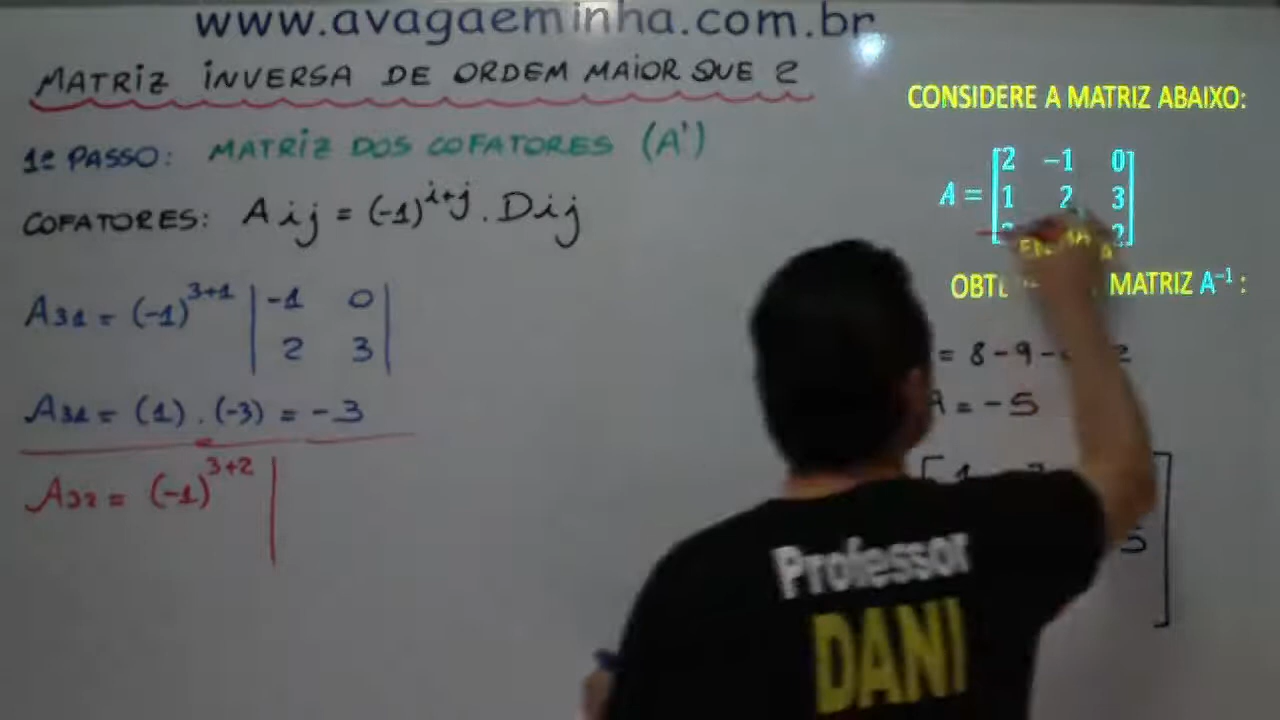 www.avagaeminha.com.br
MATRIZ INVERSA DE ORDEM MAIOR QUE 2
1º PASSO: MATRIZ DOS COFATORES (A')
COFATORES: Aij = (-1)^{i+j} . Dij
A31 = (-1)^{3+1} | -1 0 |
| 2 3 |
A31 = (1) . (-3) = -3
A32 = (-1)^{3+2} |
CONSIDERE A MATRIZ ABAIXO:
A = [2 -1 0]
[1 2 3]
2]
MATRIZ A^{-1} :
= 8 - 9 -
= -5
Professor
DANI